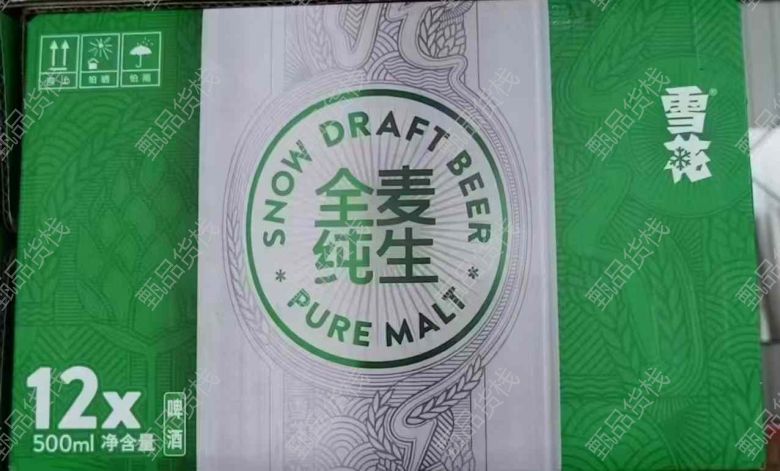 向上 怕晒 怕雨
雪花
SNOW DRAFT BEER
全麦
纯生
* PURE MALT *
12x 啤酒
500ml 净含量
甄品货栈